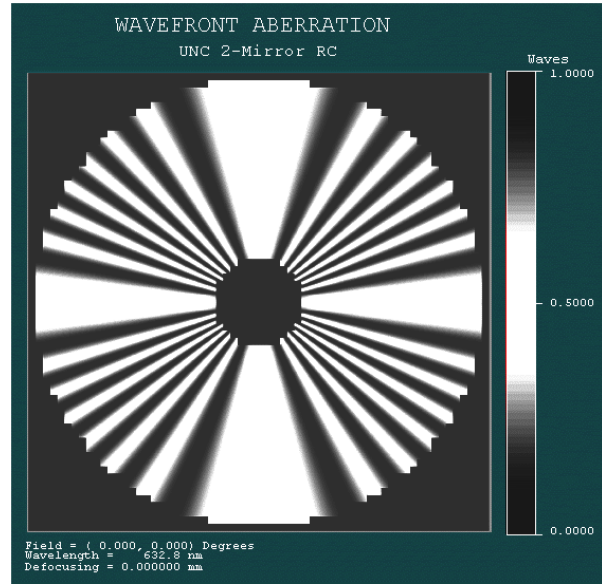 WAVEFRONT ABERRATION
UNC 2-Mirror RC
Waves
1.0000
0.5000
0.0000
Field = ( 0.000, 0.000) Degrees
Wavelength = 632.8 nm
Defocusing = 0.000000 mm